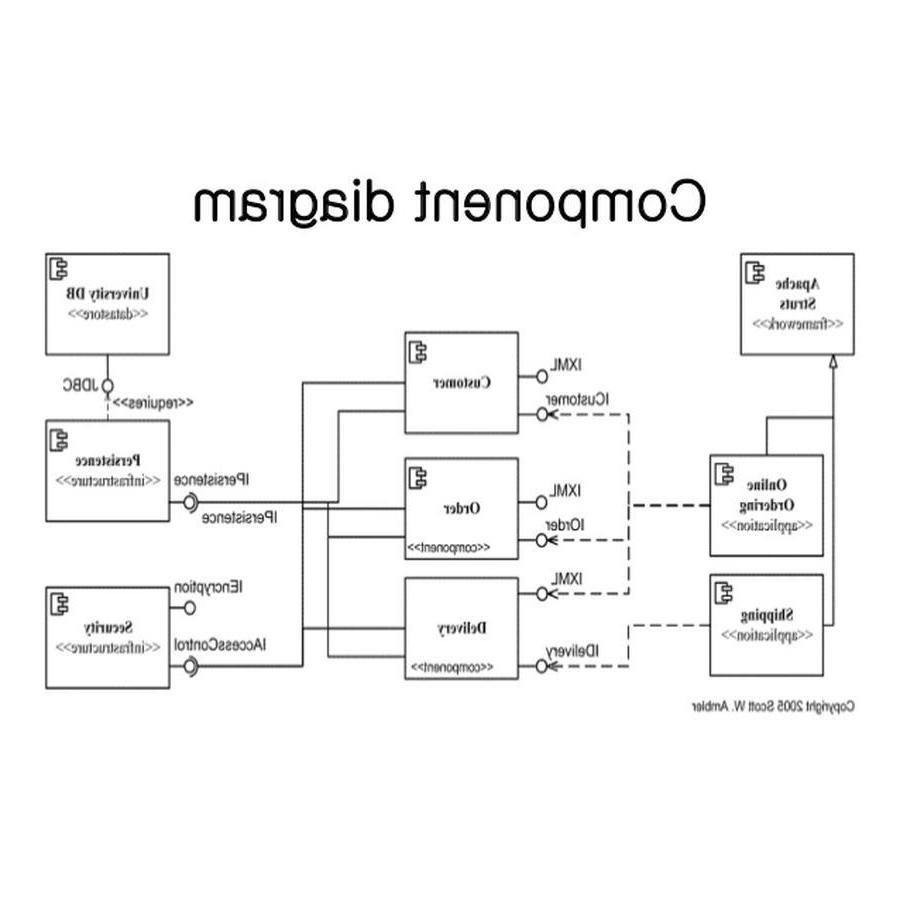 Component diagram
Apache
Struts
<<framework>>
University DB
<<datastore>>
JDBC
<<requires>>
IXML
Customer
ICustomer
Persistence
<<infrastructure>>
IPersistence
IPersistence
Online
Ordering
<<application>>
IXML
Order
IOrder
<<component>>
IXML
Shipping
<<application>>
Delivery
IDelivery
<<component>>
IEncryption
Security
<<infrastructure>>
IAccessControl
Copyright 2005 Scott W. Ambler